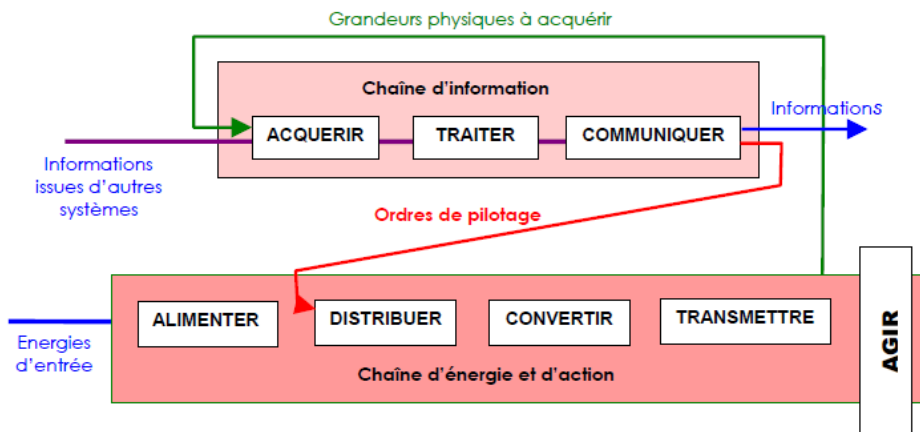 Grandeurs physiques à acquérir
Chaîne d'information
Informations
ACQUERIR
TRAITER
COMMUNIQUER
Informations
issues d'autres
systèmes
Ordres de pilotage
ALIMENTER
DISTRIBUER
CONVERTIR
TRANSMETTRE
AGIR
Energies
d'entrée
Chaîne d'énergie et d'action